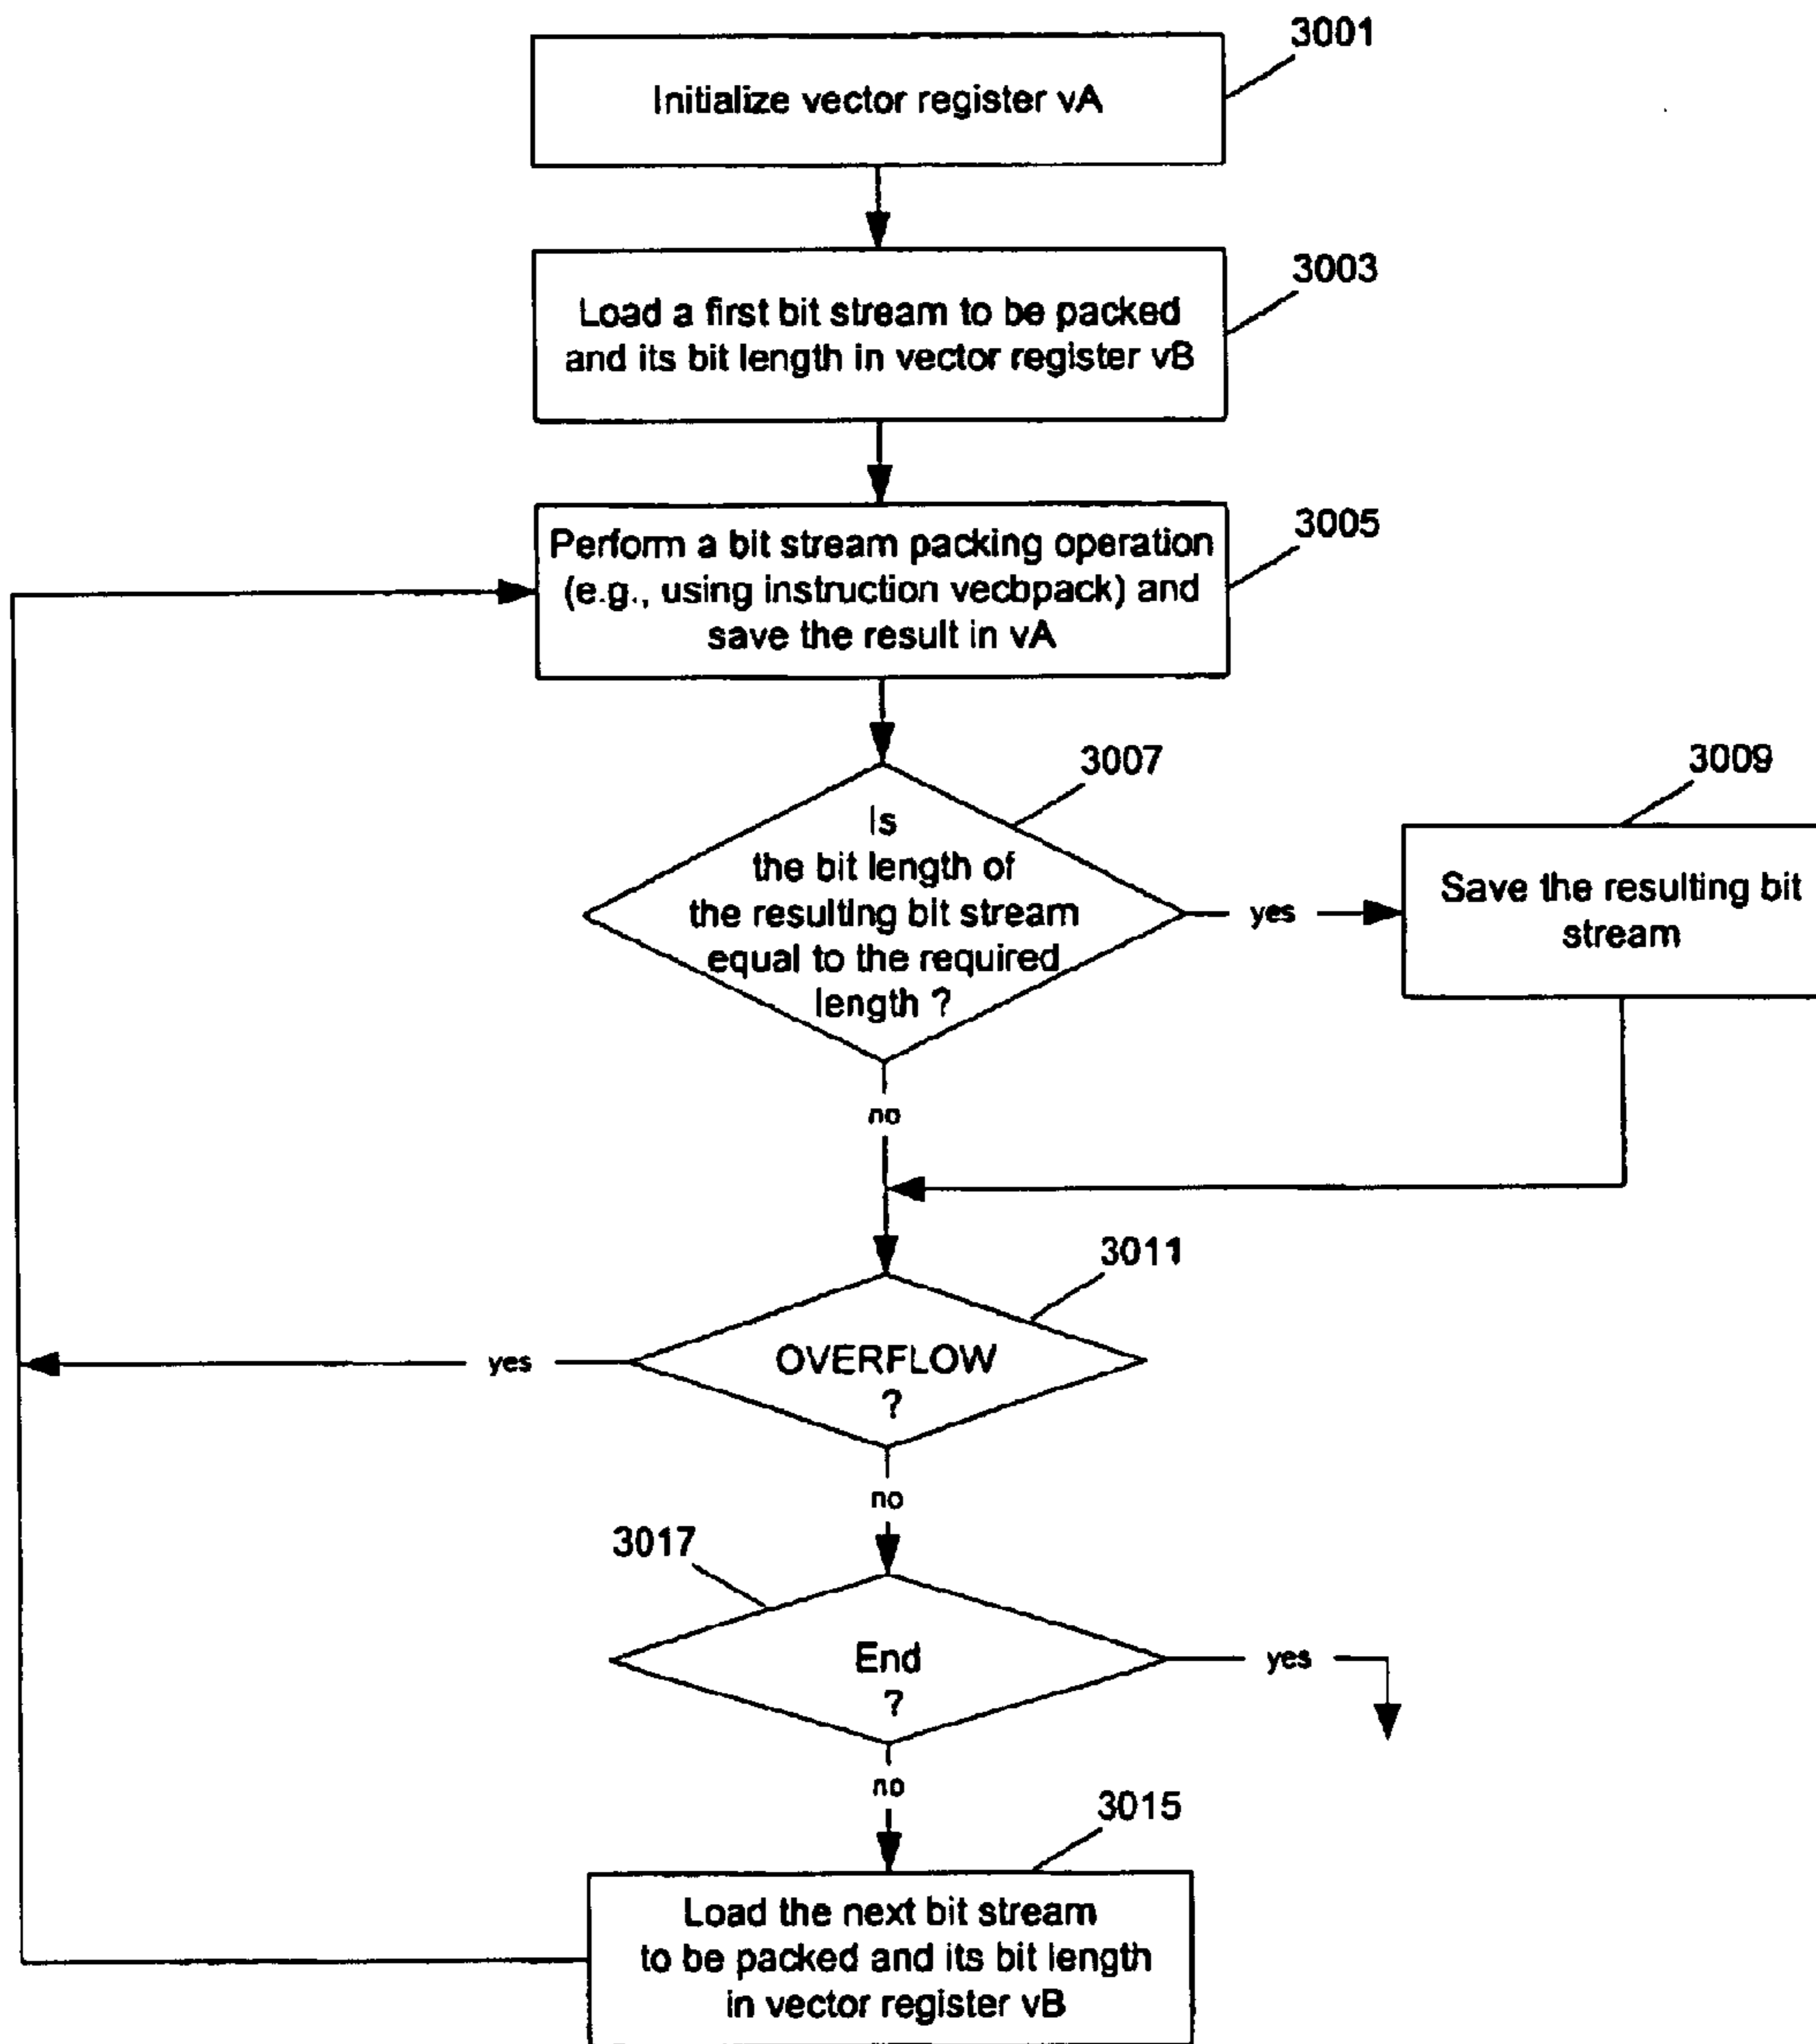 3001
Initialize vector register vA
3003
Load a first bit stream to be packed
and its bit length in vector register vB
3005
Perform a bit stream packing operation
(e.g., using instruction vecbpack) and
save the result in vA
3007
Is
the bit length of
the resulting bit stream
equal to the required
length ?
yes
3009
Save the resulting bit
stream
no
3011
OVERFLOW
?
yes
no
3017
End
?
yes
no
3015
Load the next bit stream
to be packed and its bit length
in vector register vB